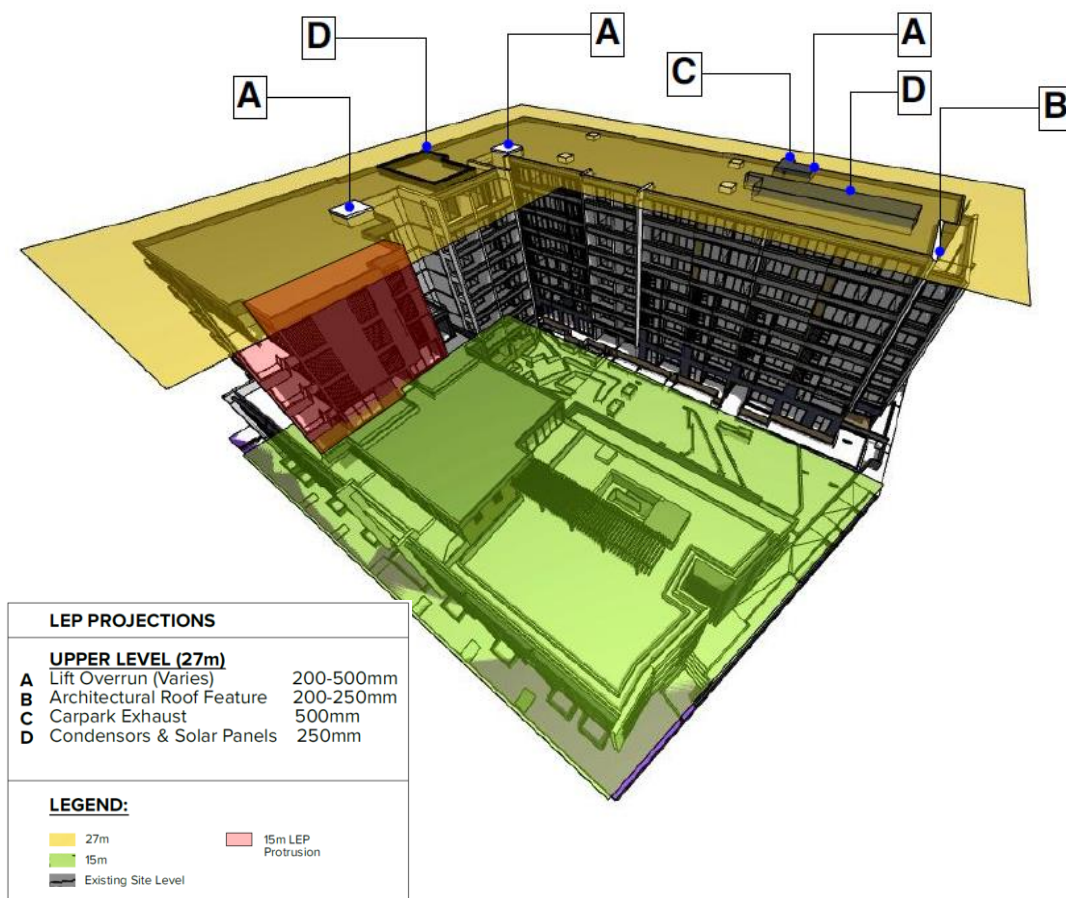 D
A
A
A
C
D
B
LEP PROJECTIONS
UPPER LEVEL (27m)
A Lift Overrun (Varies) 200-500mm
B Architectural Roof Feature 200-250mm
C Carpark Exhaust 500mm
D Condensors & Solar Panels 250mm
LEGEND:
27m
15m LEP
Protrusion
15m
Existing Site Level